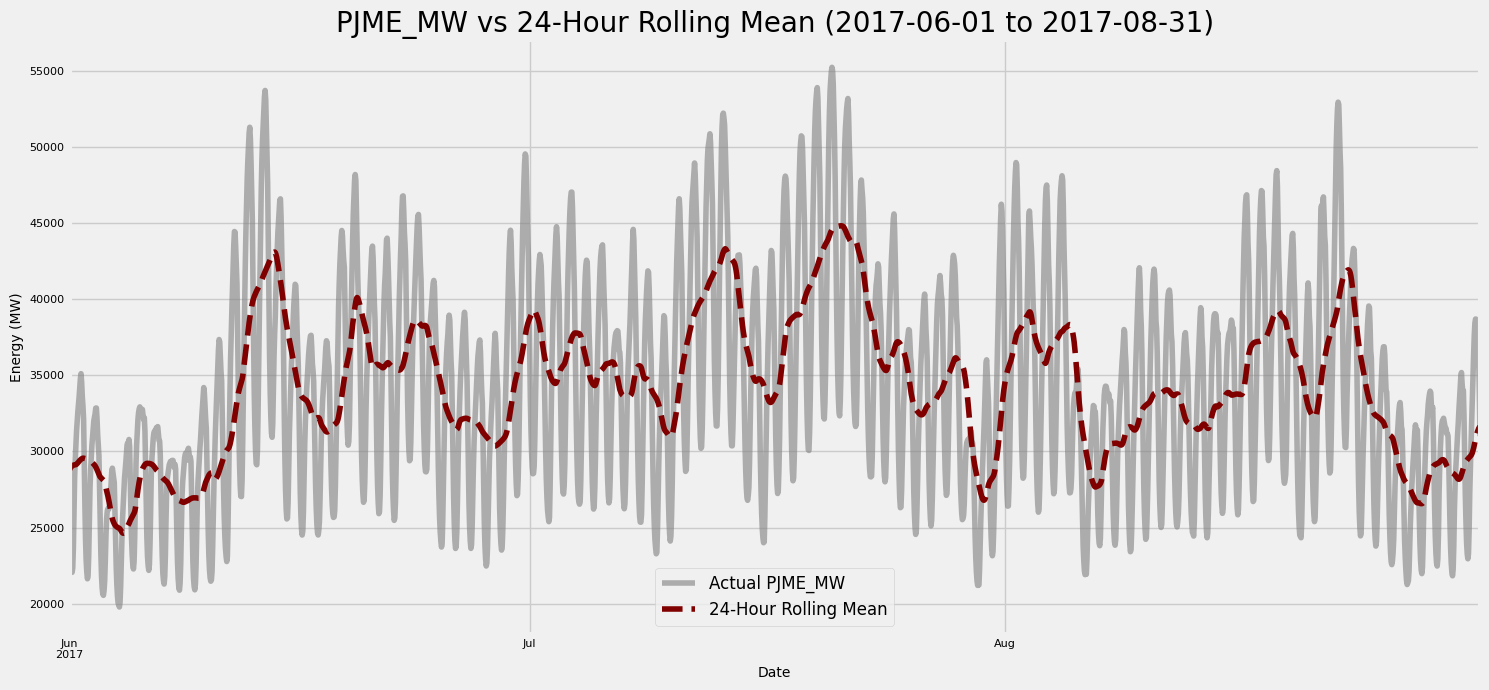 PJME_MW vs 24-Hour Rolling Mean (2017-06-01 to 2017-08-31)
55000
50000
45000
40000
35000
30000
25000
20000
Energy (MW)
Actual PJME_MW
24-Hour Rolling Mean
Jun
2017
Jul
Aug
Date